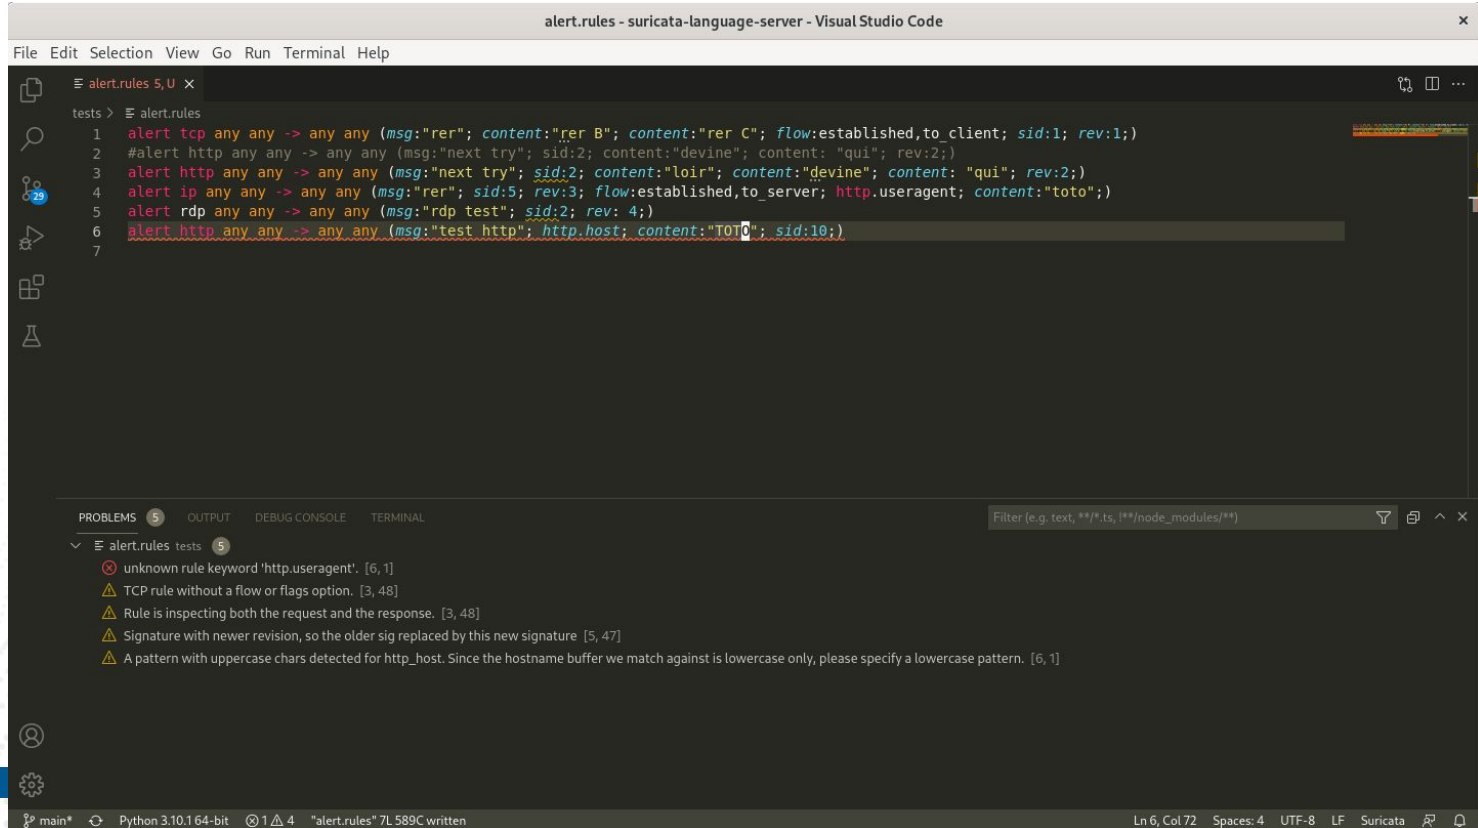 alert.rules - suricata-language-server - Visual Studio Code
File Edit Selection View Go Run Terminal Help
alert.rules 5, U
tests > alert.rules
1 alert tcp any any -> any any (msg:"rer"; content:"rer B"; content:"rer C"; flow:established,to_client; sid:1; rev:1;)
2 #alert http any any -> any any (msg:"next try"; sid:2; content:"devine"; content: "qui"; rev:2;)
3 alert http any any -> any any (msg:"next try"; sid:2; content:"loir"; content:"devine"; content: "qui"; rev:2;)
4 alert ip any any -> any any (msg:"rer"; sid:5; rev:3; flow:established,to_server; http.useragent; content:"toto";)
5 alert rdp any any -> any any (msg:"rdp test"; sid:2; rev: 4;)
6 alert http any any -> any any (msg:"test http"; http.host; content:"TOTO"; sid:10;)
7
29
PROBLEMS 5 OUTPUT DEBUG CONSOLE TERMINAL Filter (e.g. text, **/*.ts, !**/node_modules/**)
alert.rules tests 5
unknown rule keyword 'http.useragent'. [6, 1]
TCP rule without a flow or flags option. [3, 48]
Rule is inspecting both the request and the response. [3, 48]
Signature with newer revision, so the older sig replaced by this new signature [5, 47]
A pattern with uppercase chars detected for http_host. Since the hostname buffer we match against is lowercase only, please specify a lowercase pattern. [6, 1]
main* Python 3.10.1 64-bit 1 4 "alert.rules" 7L 589C written Ln 6, Col 72 Spaces: 4 UTF-8 LF Suricata